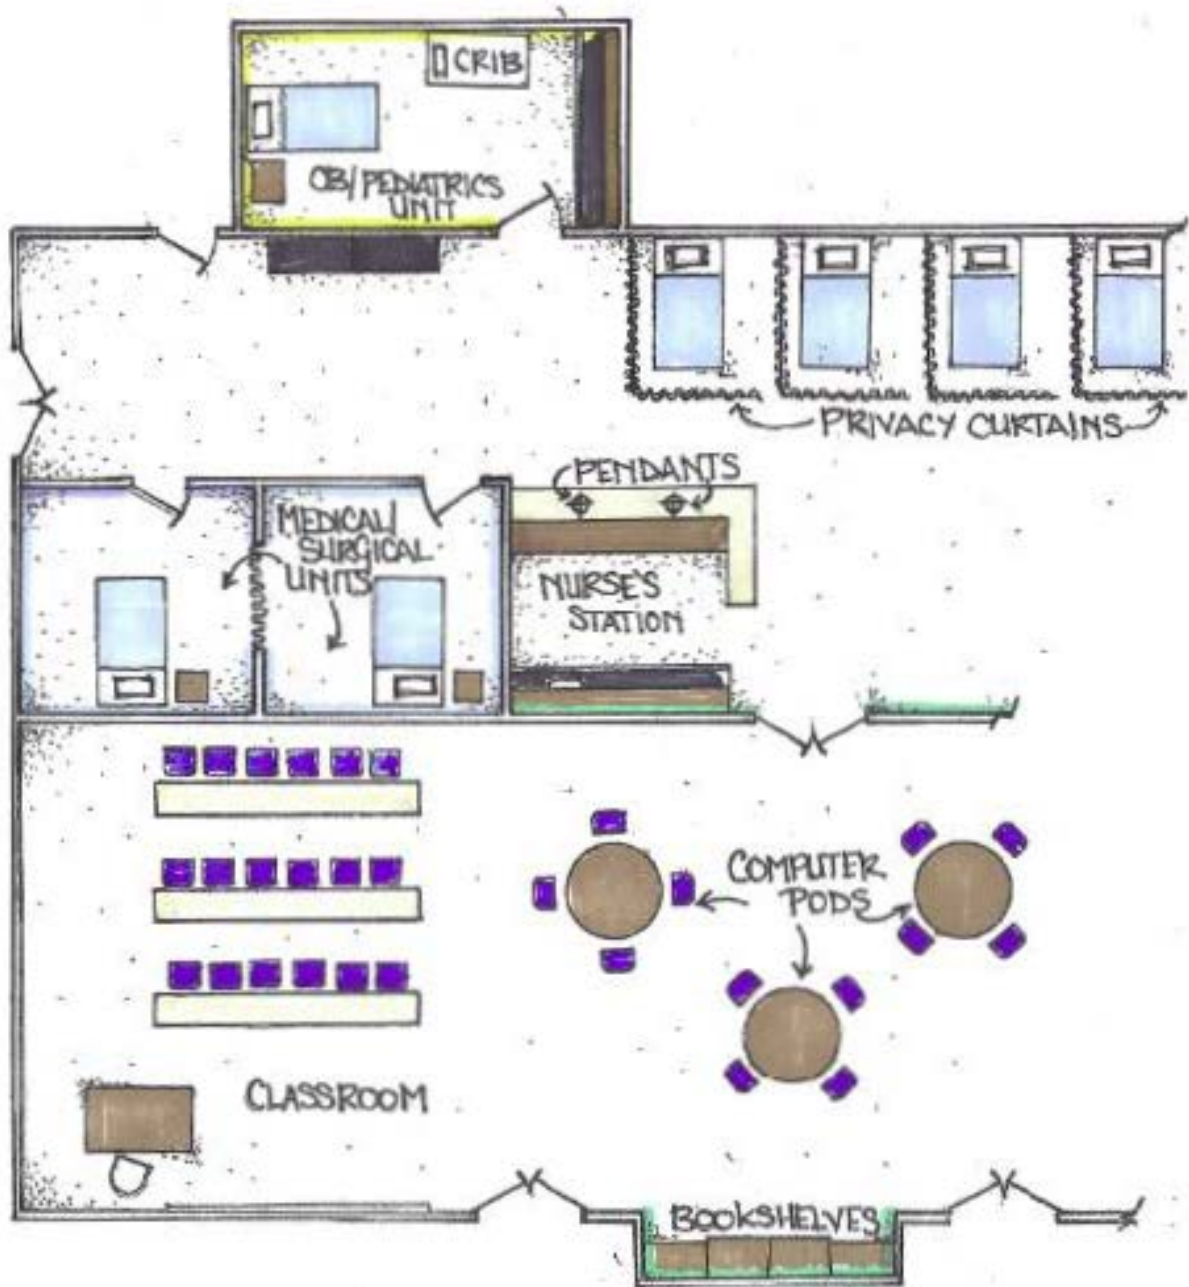 CRIB
OB/PEDIATRICS
UNIT
PRIVACY CURTAINS
PENDANTS
MEDICAL/
SURGICAL
UNITS
NURSE'S
STATION
COMPUTER
PODS
CLASSROOM
BOOKSHELVES